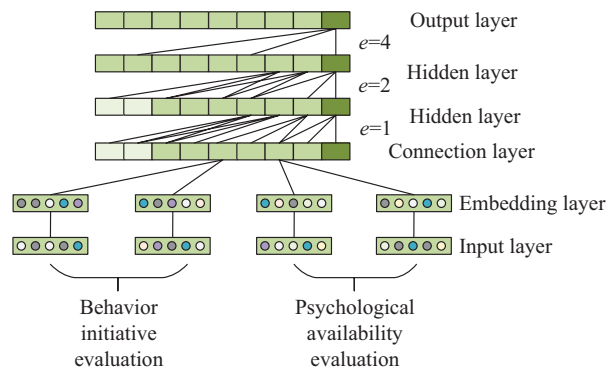 Output layer
e=4
Hidden layer
e=2
Hidden layer
e=1
Connection layer
Embedding layer
Input layer
Behavior
initiative
evaluation
Psychological
availability
evaluation